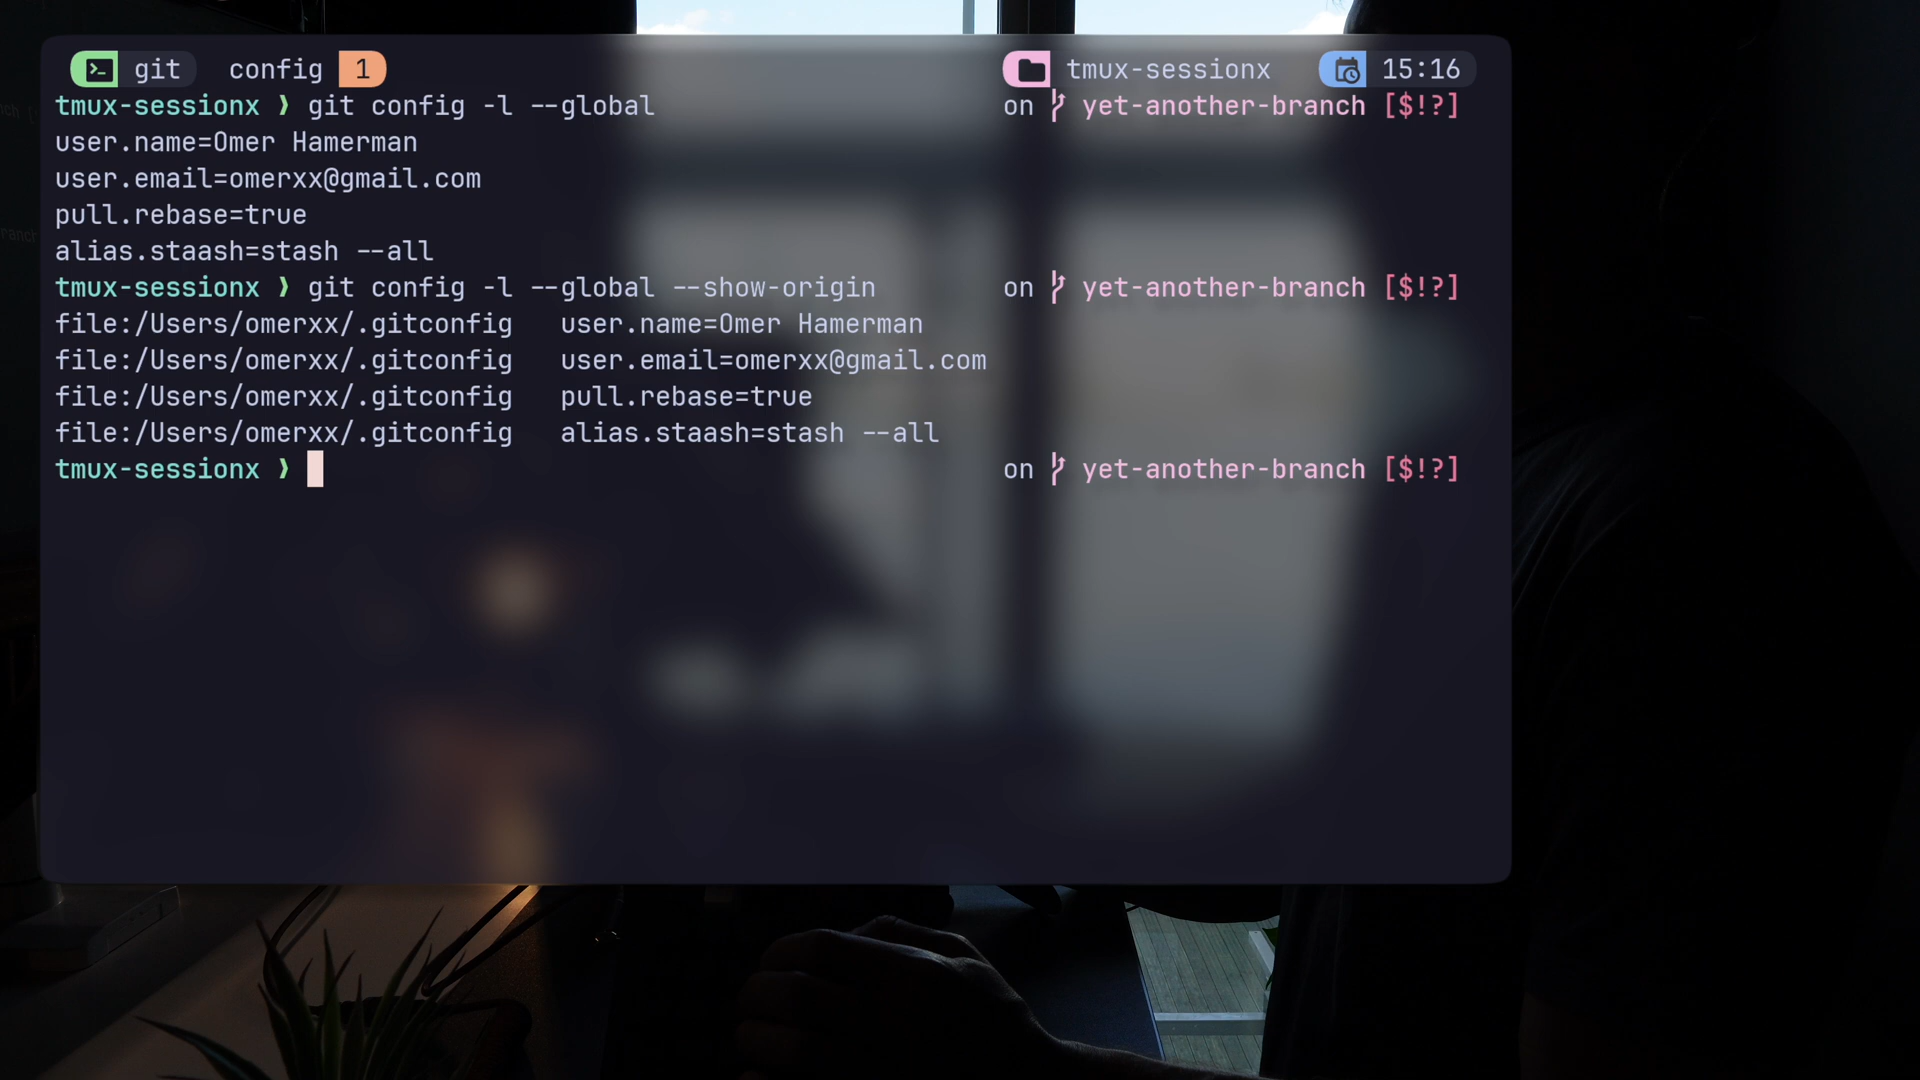 git config 1 tmux-sessionx 15:16
tmux-sessionx ❯ git config -l --global on yet-another-branch [$!?]
user.name=Omer Hamerman
user.email=omerxx@gmail.com
pull.rebase=true
alias.staash=stash --all
tmux-sessionx ❯ git config -l --global --show-origin on yet-another-branch [$!?]
file:/Users/omerxx/.gitconfig user.name=Omer Hamerman
file:/Users/omerxx/.gitconfig user.email=omerxx@gmail.com
file:/Users/omerxx/.gitconfig pull.rebase=true
file:/Users/omerxx/.gitconfig alias.staash=stash --all
tmux-sessionx ❯ on yet-another-branch [$!?]